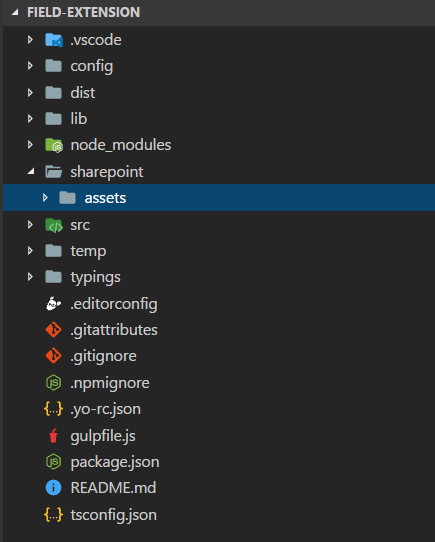 FIELD-EXTENSION
.vscode
config
dist
lib
node_modules
sharepoint
assets
src
temp
typings
.editorconfig
.gitattributes
.gitignore
.npmignore
.yo-rc.json
gulpfile.js
package.json
README.md
tsconfig.json